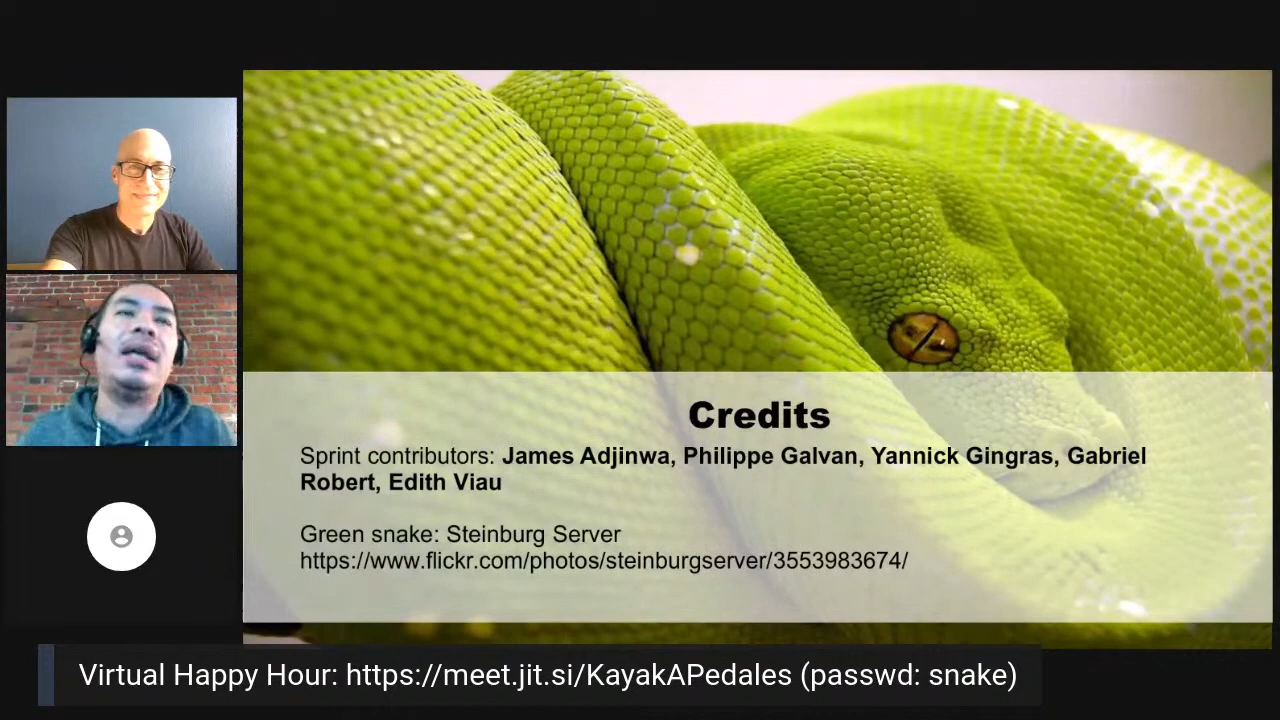 Credits
Sprint contributors: James Adjinwa, Philippe Galvan, Yannick Gingras, Gabriel
Robert, Edith Viau
Green snake: Steinburg Server
https://www.flickr.com/photos/steinburgserver/3553983674/
Virtual Happy Hour: https://meet.jit.si/KayakAPedales (passwd: snake)